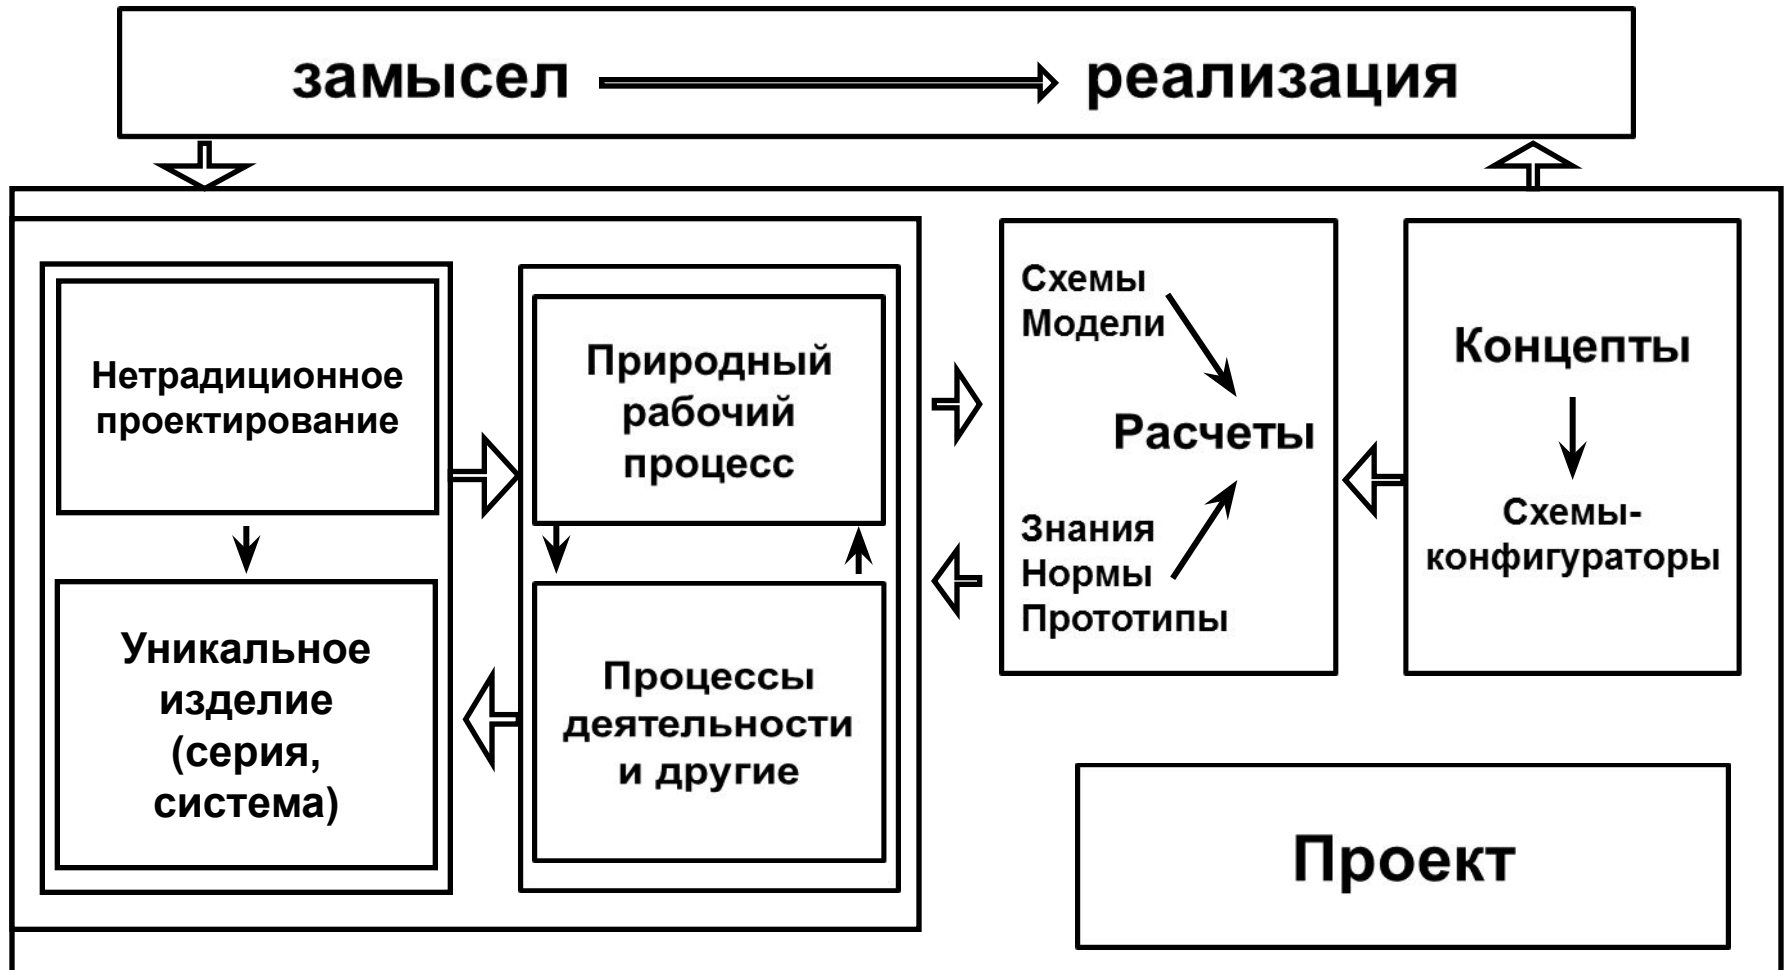 замысел реализация
Нетрадиционное
проектирование
Уникальное
изделие
(серия,
система)
Природный
рабочий
процесс
Процессы
деятельности
и другие
Схемы
Модели
Расчеты
Знания
Нормы
Прототипы
Концепты
Схемы-
конфигураторы
Проект